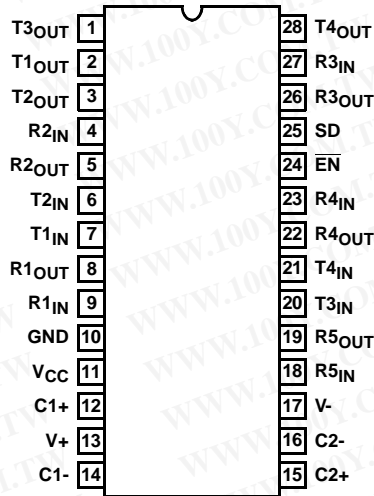 T3OUT 1 28 T4OUT
T1OUT 2 27 R3IN
T2OUT 3 26 R3OUT
R2IN 4 25 SD
R2OUT 5 24 E̅N̅
T2IN 6 23 R4IN
T1IN 7 22 R4OUT
R1OUT 8 21 T4IN
R1IN 9 20 T3IN
GND 10 19 R5OUT
VCC 11 18 R5IN
C1+ 12 17 V-
V+ 13 16 C2-
C1- 14 15 C2+